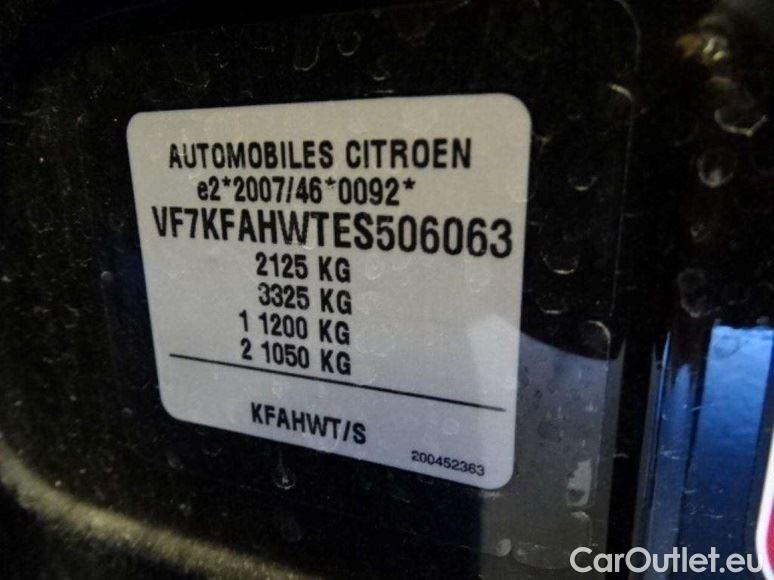 AUTOMOBILES CITROEN
e2*2007/46*0092*
VF7KFAHWTES506063
2125 KG
3325 KG
1 1200 KG
2 1050 KG
KFAHWT/S
200452363
CarOutlet.eu